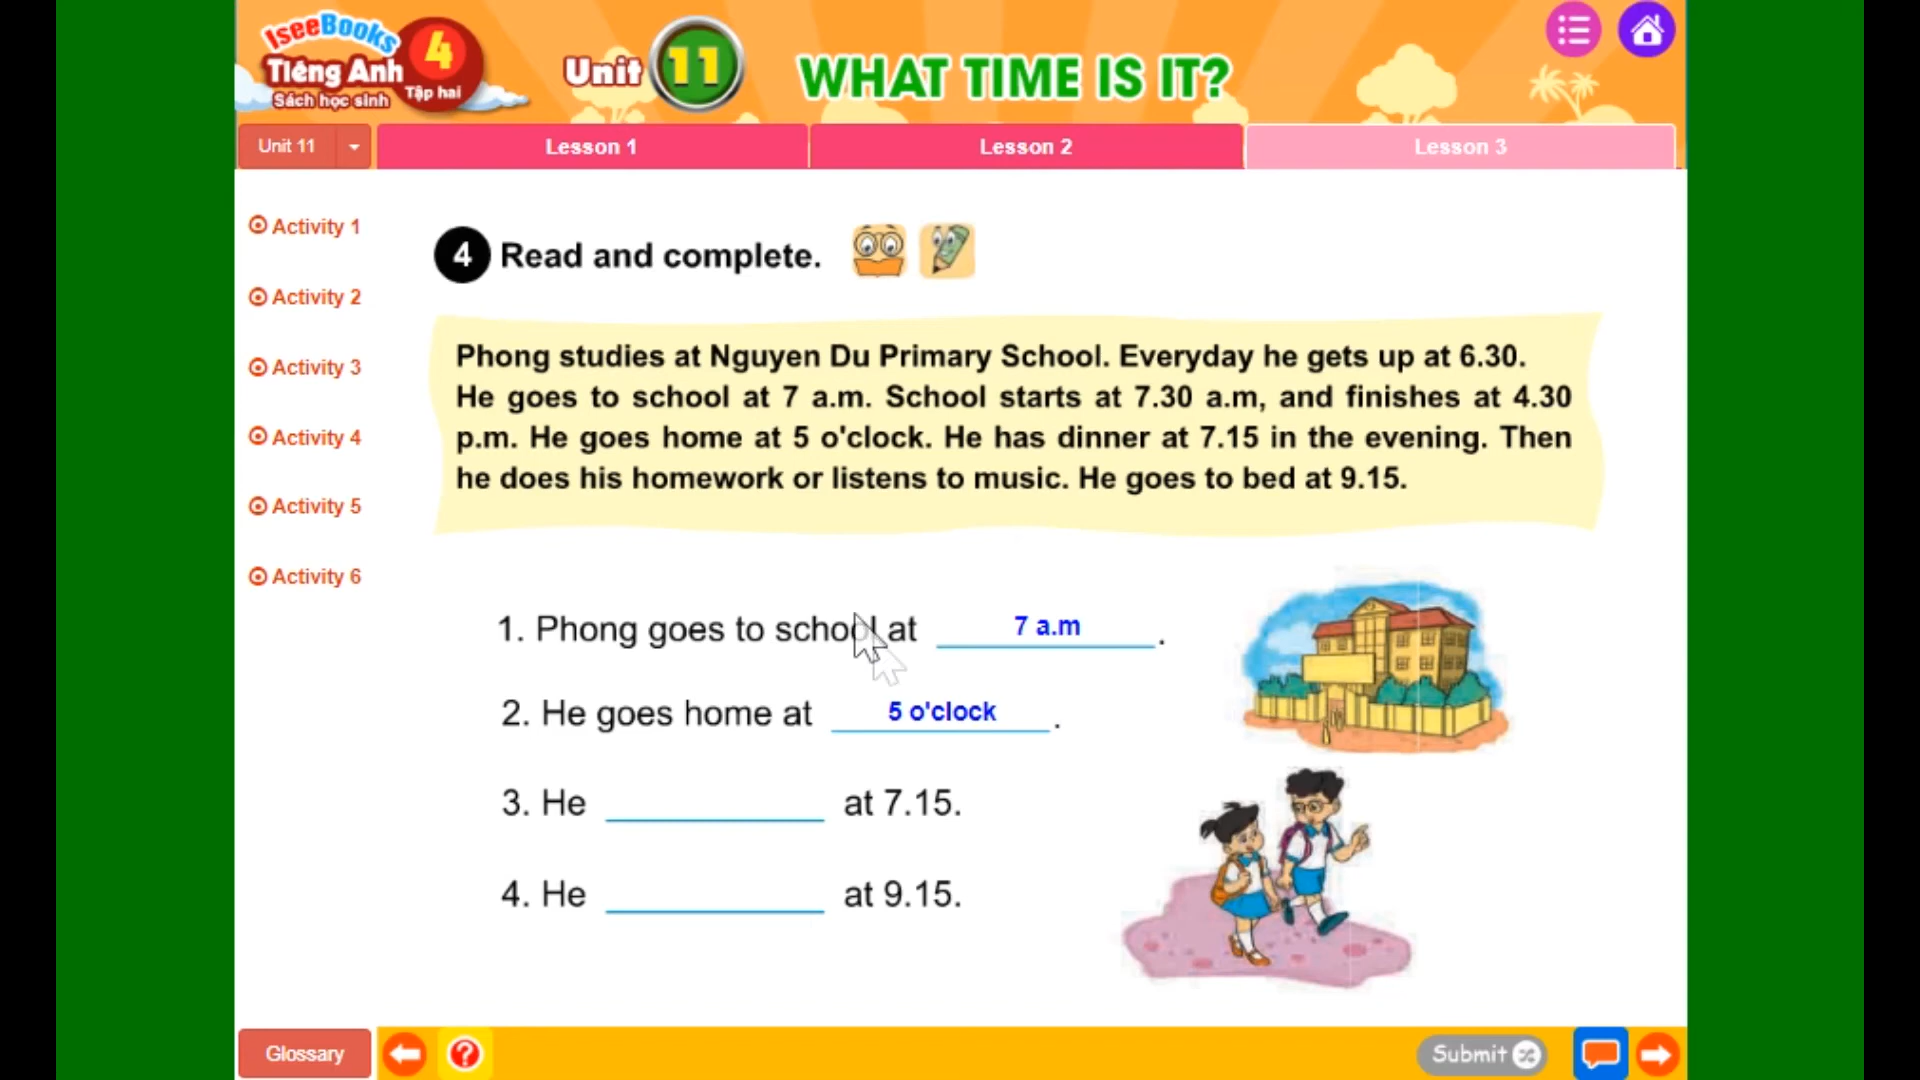 IseeBooks
Tiếng Anh 4
Sách học sinh Tập hai
Unit 11 WHAT TIME IS IT?
Unit 11 Lesson 1 Lesson 2 Lesson 3
Activity 1
Activity 2
Activity 3
Activity 4
Activity 5
Activity 6
4 Read and complete.
Phong studies at Nguyen Du Primary School. Everyday he gets up at 6.30.
He goes to school at 7 a.m. School starts at 7.30 a.m, and finishes at 4.30
p.m. He goes home at 5 o'clock. He has dinner at 7.15 in the evening. Then
he does his homework or listens to music. He goes to bed at 9.15.
1. Phong goes to school at 7 a.m .
2. He goes home at 5 o'clock .
3. He ____________ at 7.15.
4. He ____________ at 9.15.
Glossary ? Submit